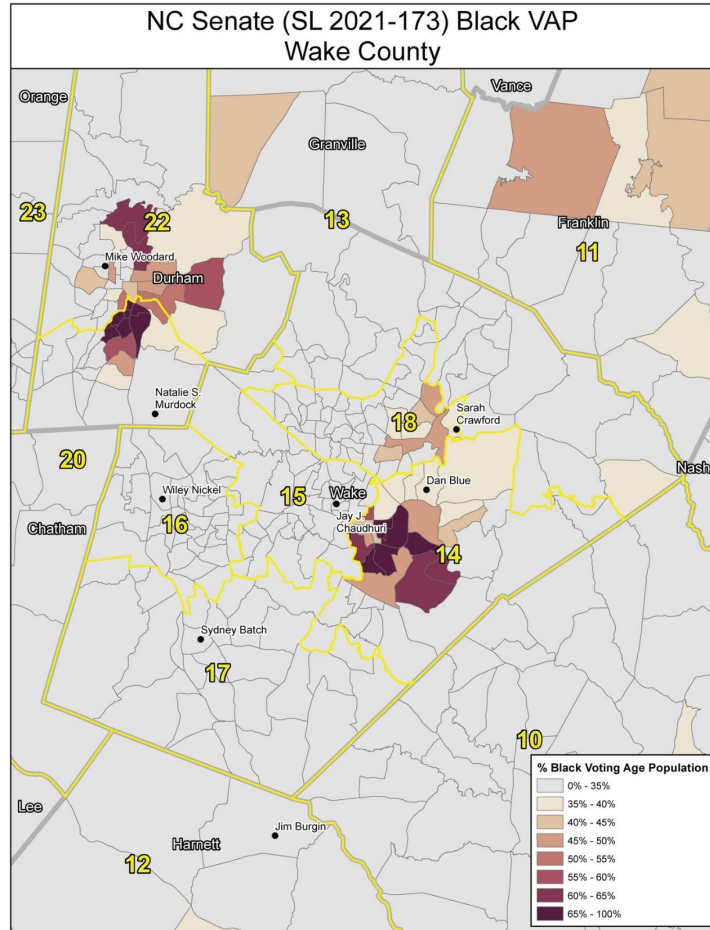 NC Senate (SL 2021-173) Black VAP
Wake County
Orange
Vance
Granville
23
22
13
Franklin
11
Mike Woodard
Durham
Natalie S.
Murdock
18
Sarah
Crawford
20
Nash
Wiley Nickel
15
Wake
Dan Blue
Chatham
16
Jay J.
Chaudhuri
14
Sydney Batch
17
10
Lee
Jim Burgin
Harnett
12
% Black Voting Age Population
0% - 35%
35% - 40%
40% - 45%
45% - 50%
50% - 55%
55% - 60%
60% - 65%
65% - 100%